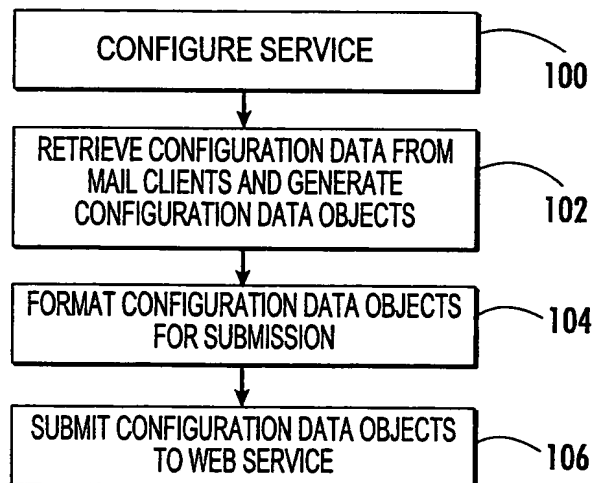 CONFIGURE SERVICE
100
RETRIEVE CONFIGURATION DATA FROM
MAIL CLIENTS AND GENERATE
CONFIGURATION DATA OBJECTS
102
FORMAT CONFIGURATION DATA OBJECTS
FOR SUBMISSION
104
SUBMIT CONFIGURATION DATA OBJECTS
TO WEB SERVICE
106